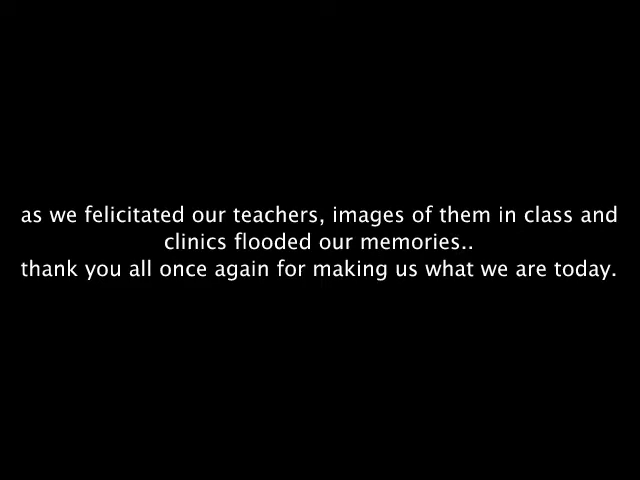 as we felicitated our teachers, images of them in class and
clinics flooded our memories..
thank you all once again for making us what we are today.